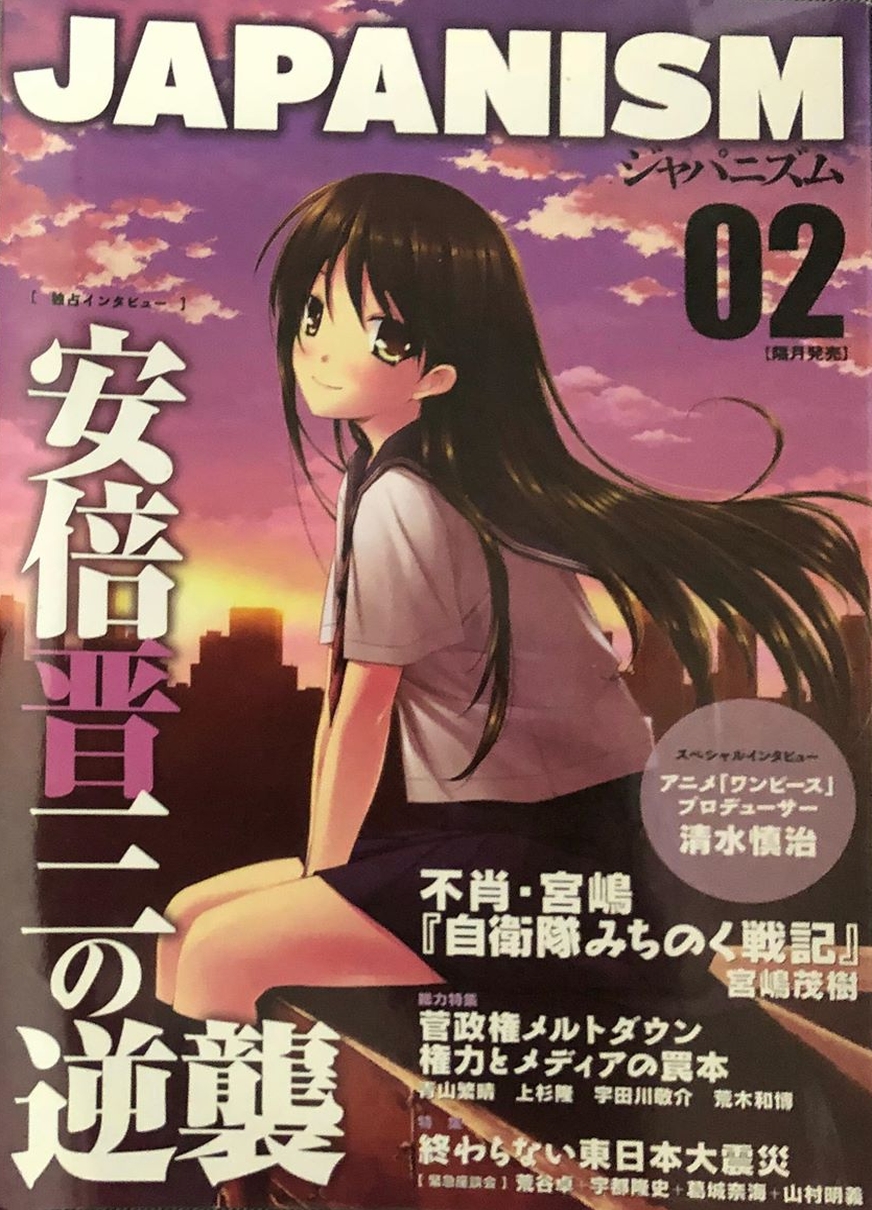 JAPANISM
ジャパニズム
02
[隔月発売]
[ 独占インタビュー ]
安倍晋三の
逆襲
スペシャルインタビュー
アニメ「ワンピース」
プロデューサー
清水慎治
不肖・宮嶋
『自衛隊みちのく戦記』
宮嶋茂樹
総力特集
菅政権メルトダウン
権力とメディアの罠本
青山繁晴 上杉隆 宇田川敬介 荒木和博
特 集
終わらない東日本大震災
[ 緊急座談会 ] 荒谷卓+宇都隆史+葛城奈海+山村明義